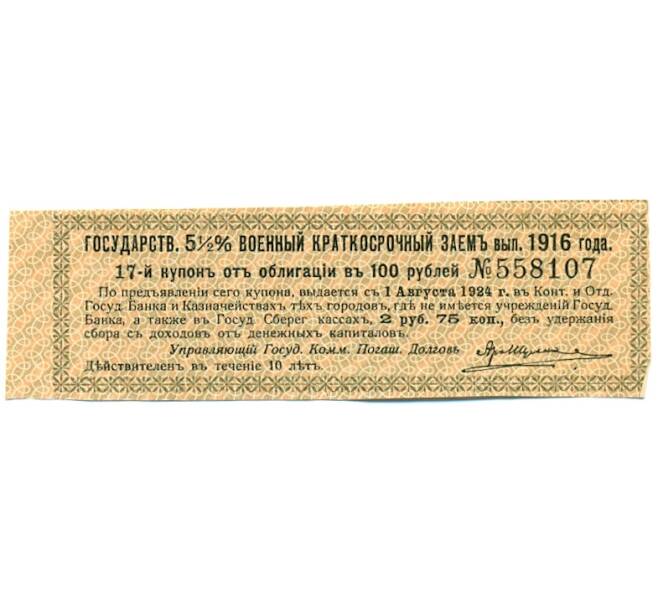 ГОСУДАРСТВ. 5½% ВОЕННЫЙ КРАТКОСРОЧНЫЙ ЗАЕМЪ вып. 1916 года.
17-й купонъ отъ облигаціи въ 100 рублей №558107
По предъявленіи сего купона, выдается съ 1 Августа 1924 г. въ Конт. и Отд.
Госуд. Банка и Казначействахъ тѣхъ городовъ, гдѣ не имѣется учрежденій Госуд.
Банка, а также въ Госуд. Сберег. кассахъ, 2 руб. 75 коп., безъ удержанія
сбора съ доходовъ отъ денежныхъ капиталовъ.
Управляющій Госуд. Комм. Погаш. Долговъ
Дѣйствителенъ въ теченіе 10 лѣтъ.